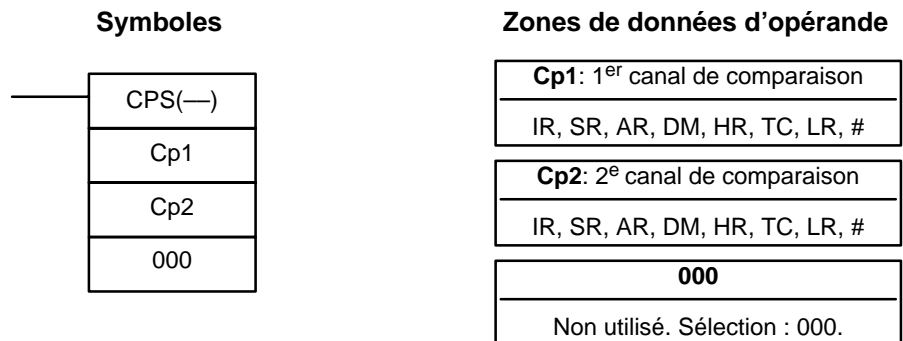 Symboles
CPS(––)
Cp1
Cp2
000
Zones de données d’opérande
Cp1: 1er canal de comparaison
IR, SR, AR, DM, HR, TC, LR, #
Cp2: 2e canal de comparaison
IR, SR, AR, DM, HR, TC, LR, #
000
Non utilisé. Sélection : 000.